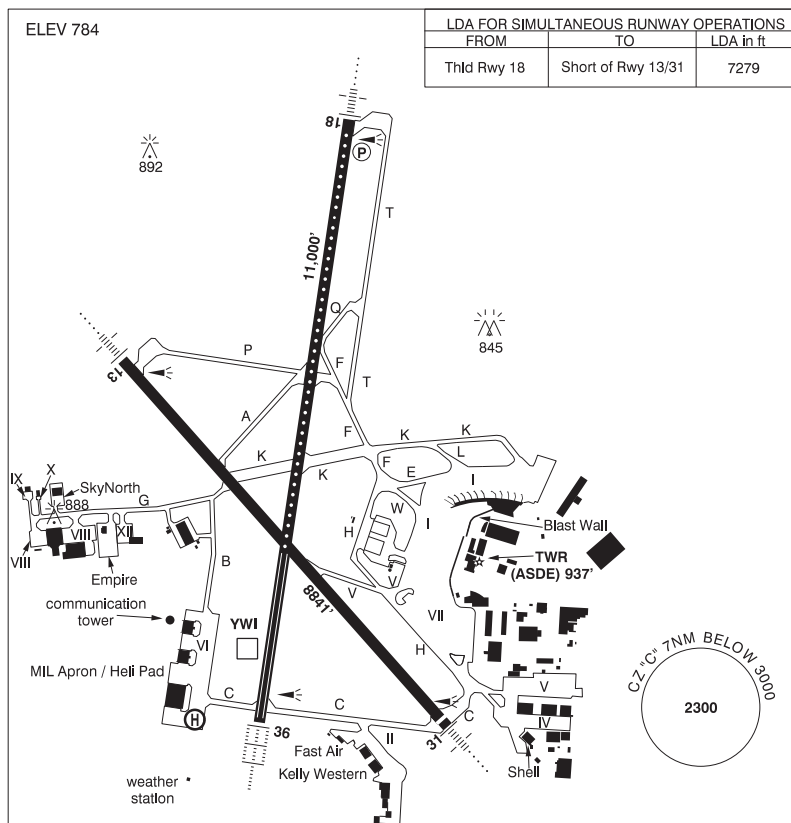 ELEV 784
LDA FOR SIMULTANEOUS RUNWAY OPERATIONS
FROM TO LDA in ft
Thld Rwy 18 Short of Rwy 13/31 7279
18
P
892
T
11,000'
Q
845
P
F
13
T
A
F
K
K
K
L
K
F
E
I
IX
X
SkyNorth
888
G
W
I
H
Blast Wall
VIII
VIII
XII
TWR
(ASDE) 937'
Empire
B
V
8841'
V
communication
tower
YWI
VII
VI
H
MIL Apron / Heli Pad
CZ "C" 7NM BELOW 3000
2300
V
H
C
C
C
IV
36
II
31
Fast Air
Kelly Western
Shell
weather
station